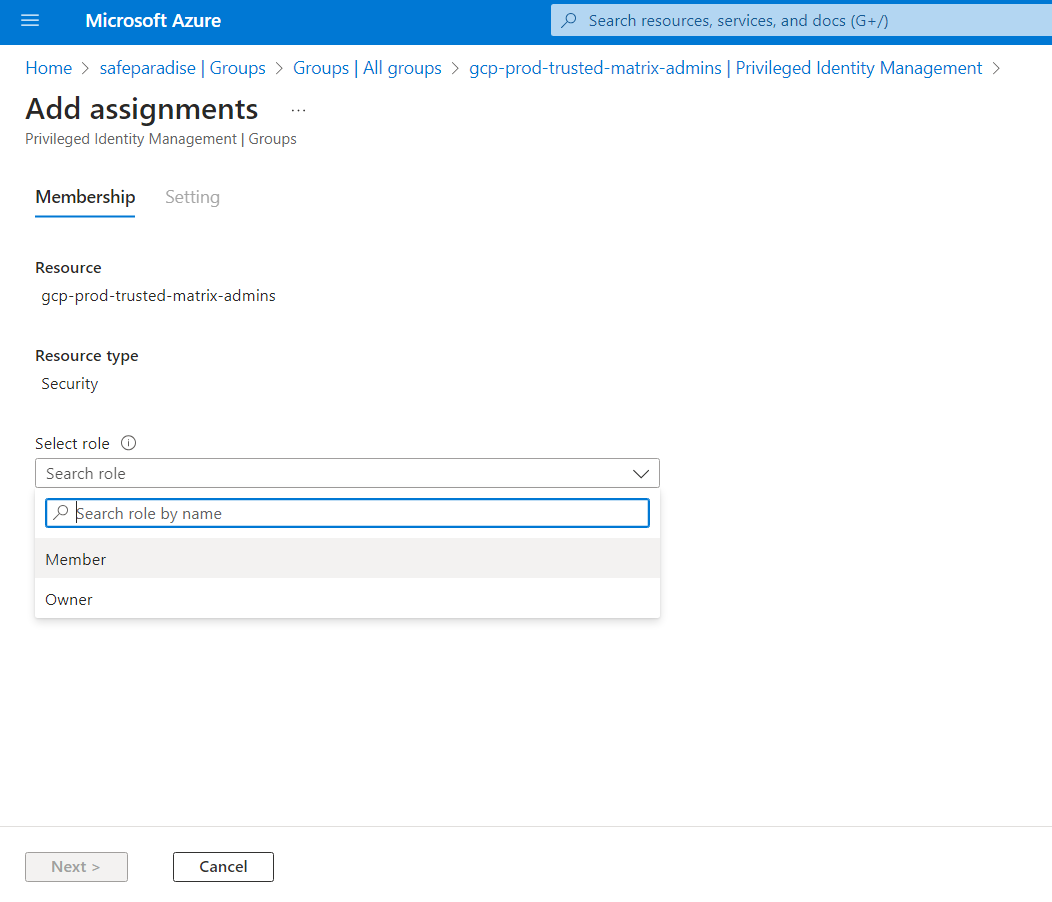 Microsoft Azure
Search resources, services, and docs (G+/)
Home > safeparadise | Groups > Groups | All groups > gcp-prod-trusted-matrix-admins | Privileged Identity Management >
Add assignments ...
Privileged Identity Management | Groups
Membership Setting
Resource
gcp-prod-trusted-matrix-admins
Resource type
Security
Select role
Search role
Search role by name
Member
Owner
Next > Cancel